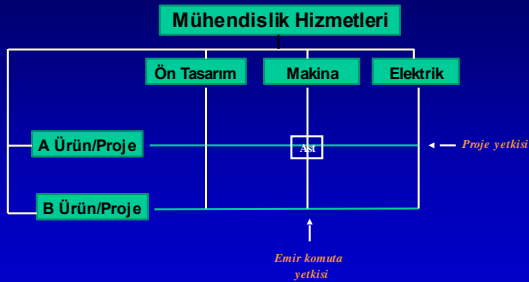 Mühendislik Hizmetleri
Ön Tasarım
Makina
Elektrik
A Ürün/Proje
Ast
Proje yetkisi
B Ürün/Proje
Emir komuta
yetkisi